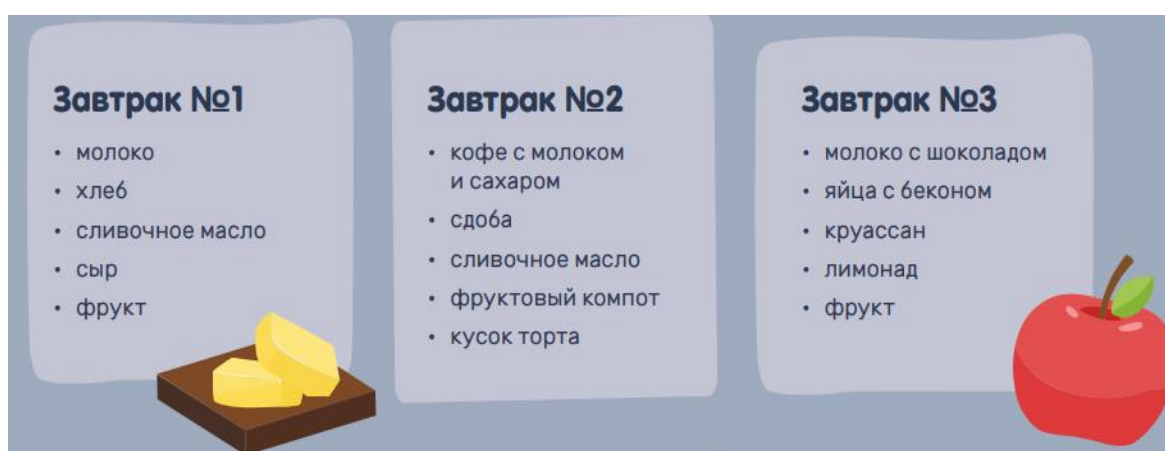 Завтрак №1
• молоко
• хлеб
• сливочное масло
• сыр
• фрукт
Завтрак №2
• кофе с молоком
и сахаром
• сдоба
• сливочное масло
• фруктовый компот
• кусок торта
Завтрак №3
• молоко с шоколадом
• яйца с беконом
• круассан
• лимонад
• фрукт